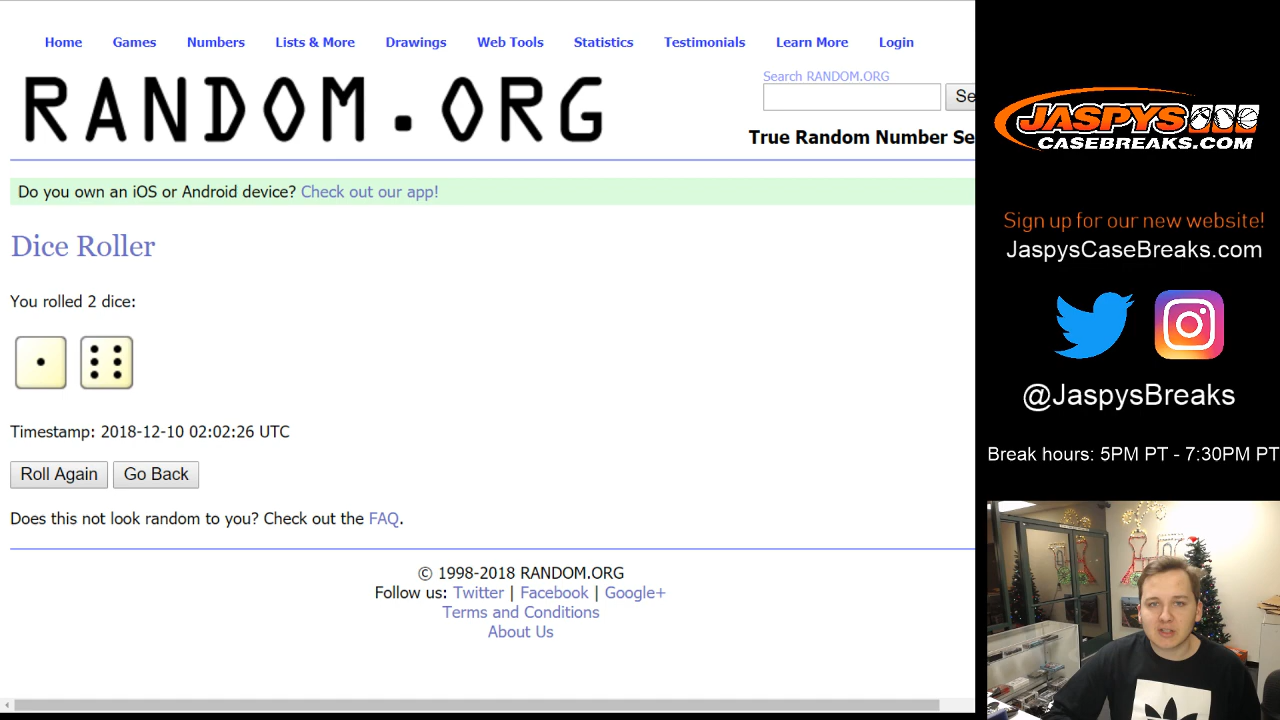 Home Games Numbers Lists & More Drawings Web Tools Statistics Testimonials Learn More Login
RANDOM.ORG
Search RANDOM.ORG
Se
True Random Number Se
Do you own an iOS or Android device? Check out our app!
Dice Roller
You rolled 2 dice:
Timestamp: 2018-12-10 02:02:26 UTC
Roll Again Go Back
Does this not look random to you? Check out the FAQ.
© 1998-2018 RANDOM.ORG
Follow us: Twitter | Facebook | Google+
Terms and Conditions
About Us
JASPYS
CASEBREAKS.COM
Sign up for our new website!
JaspysCaseBreaks.com
@JaspysBreaks
Break hours: 5PM PT - 7:30PM PT